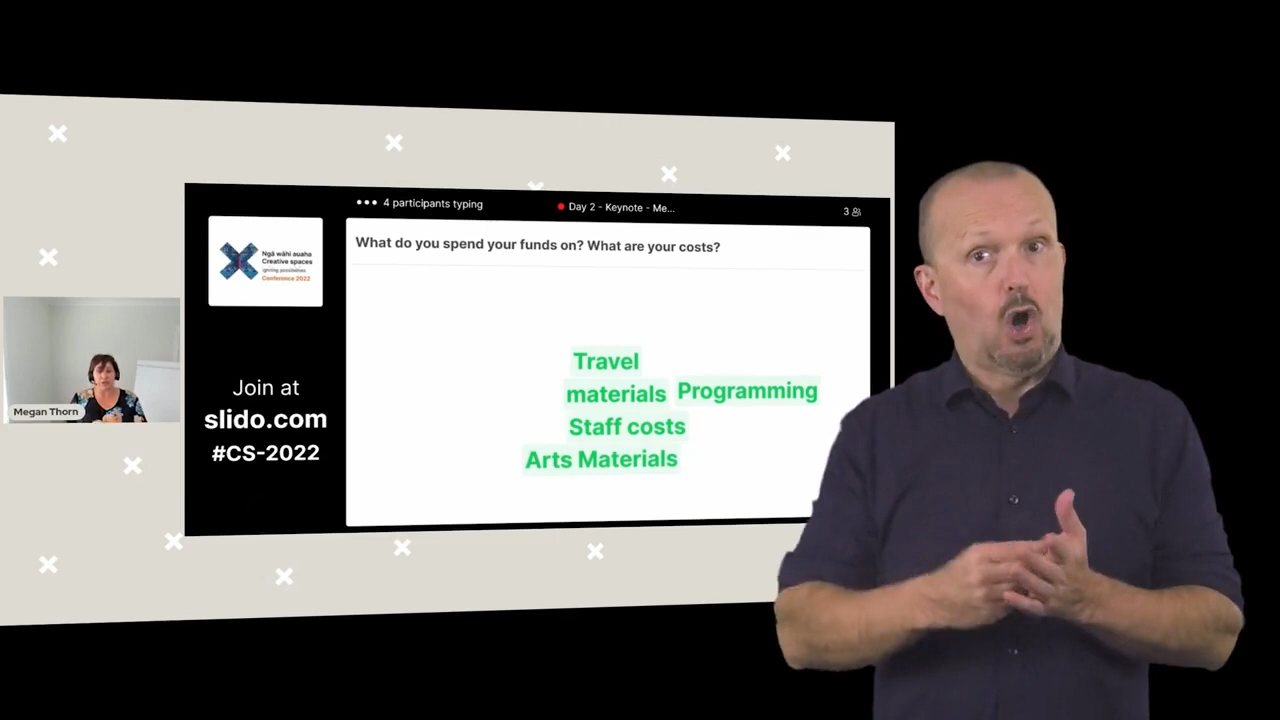 4 participants typing
Day 2 - Keynote - Me...
3
Ngā wāhi auaha
Creative spaces
igniting possibilities
Conference 2022
What do you spend your funds on? What are your costs?
Travel
materials
Programming
Staff costs
Arts Materials
Join at
slido.com
#CS-2022
Megan Thorn